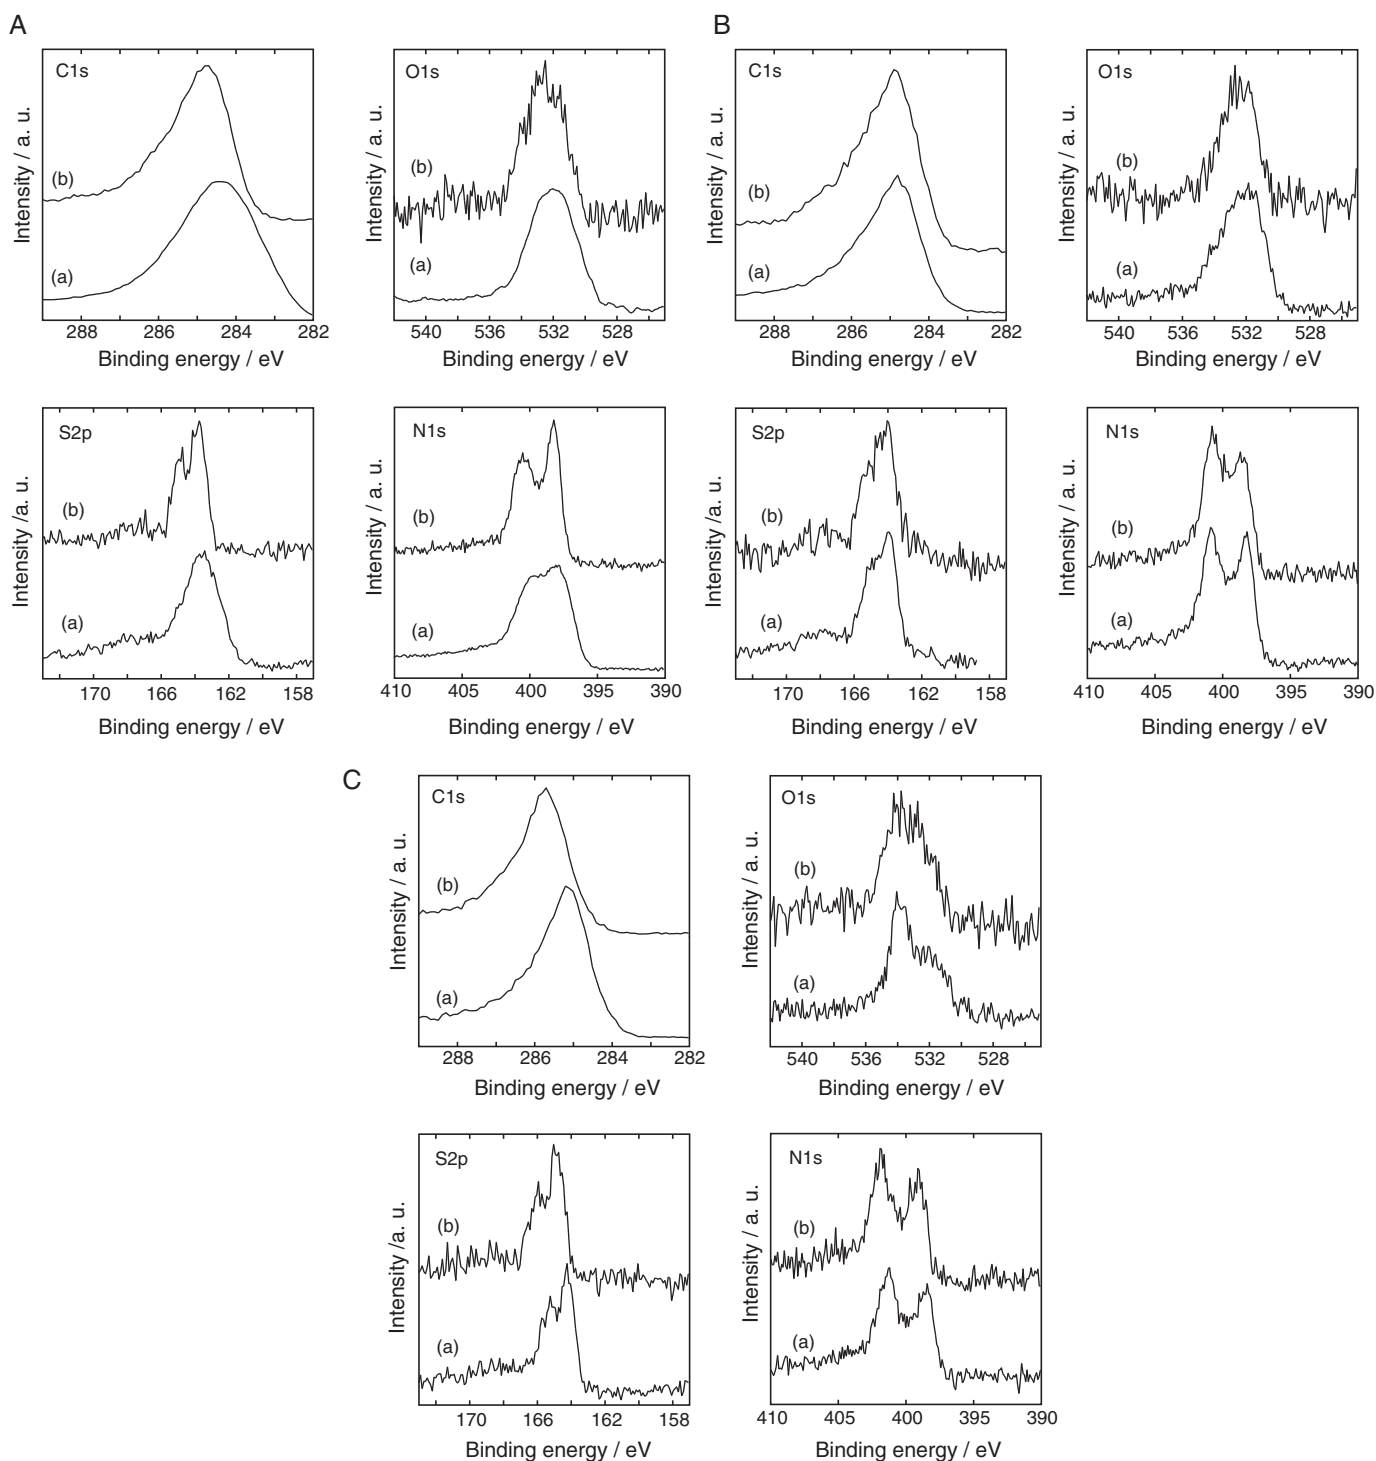 A
B
C1s
O1s
C1s
O1s
Intensity / a. u.
Intensity / a. u.
Intensity / a. u.
Intensity / a. u.
(b)
(b)
(b)
(b)
(a)
(a)
(a)
(a)
288 286 284 282
540 536 532 528
288 286 284 282
540 536 532 528
Binding energy / eV
Binding energy / eV
Binding energy / eV
Binding energy / eV
S2p
N1s
S2p
N1s
Intensity /a. u.
Intensity / a. u.
Intensity /a. u.
Intensity / a. u.
(b)
(b)
(b)
(b)
(a)
(a)
(a)
(a)
170 166 162 158
410 405 400 395 390
170 166 162 158
410 405 400 395 390
Binding energy / eV
Binding energy / eV
Binding energy / eV
Binding energy / eV
C
C1s
O1s
Intensity / a. u.
Intensity / a. u.
(b)
(b)
(a)
(a)
288 286 284 282
540 536 532 528
Binding energy / eV
Binding energy / eV
S2p
N1s
Intensity /a. u.
Intensity / a. u.
(b)
(b)
(a)
(a)
170 166 162 158
410 405 400 395 390
Binding energy / eV
Binding energy / eV